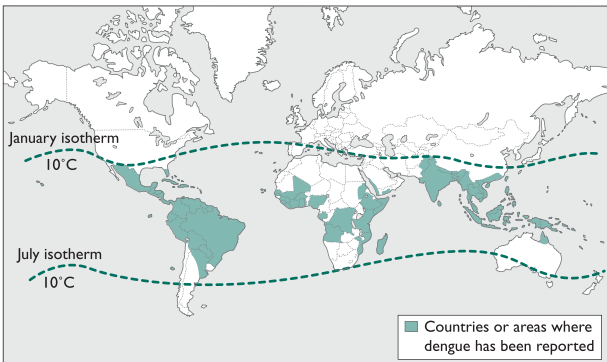 January isotherm
10˚C
July isotherm
10˚C
Countries or areas where
dengue has been reported